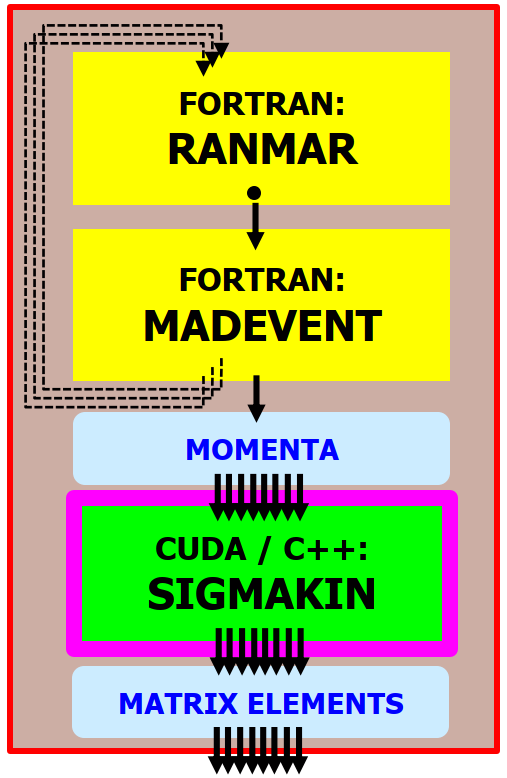 FORTRAN:
RANMAR
FORTRAN:
MADEVENT
MOMENTA
CUDA / C++:
SIGMAKIN
MATRIX ELEMENTS